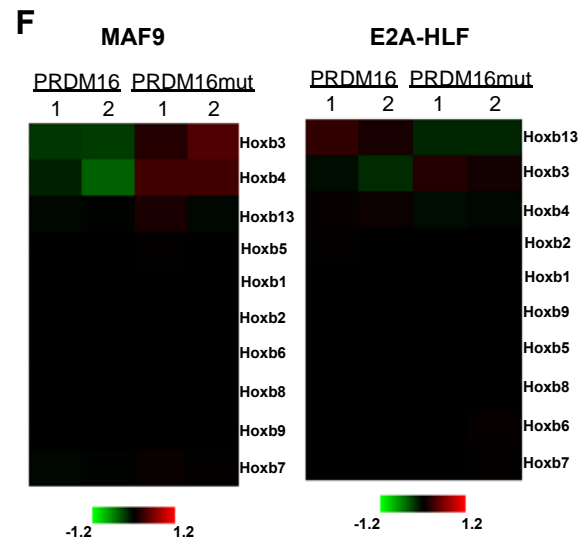 F
MAF9
PRDM16 PRDM16mut
1 2 1 2
Hoxb3
Hoxb4
Hoxb13
Hoxb5
Hoxb1
Hoxb2
Hoxb6
Hoxb8
Hoxb9
Hoxb7
-1.2 1.2
E2A-HLF
PRDM16 PRDM16mut
1 2 1 2
Hoxb13
Hoxb3
Hoxb4
Hoxb2
Hoxb1
Hoxb9
Hoxb5
Hoxb8
Hoxb6
Hoxb7
-1.2 1.2